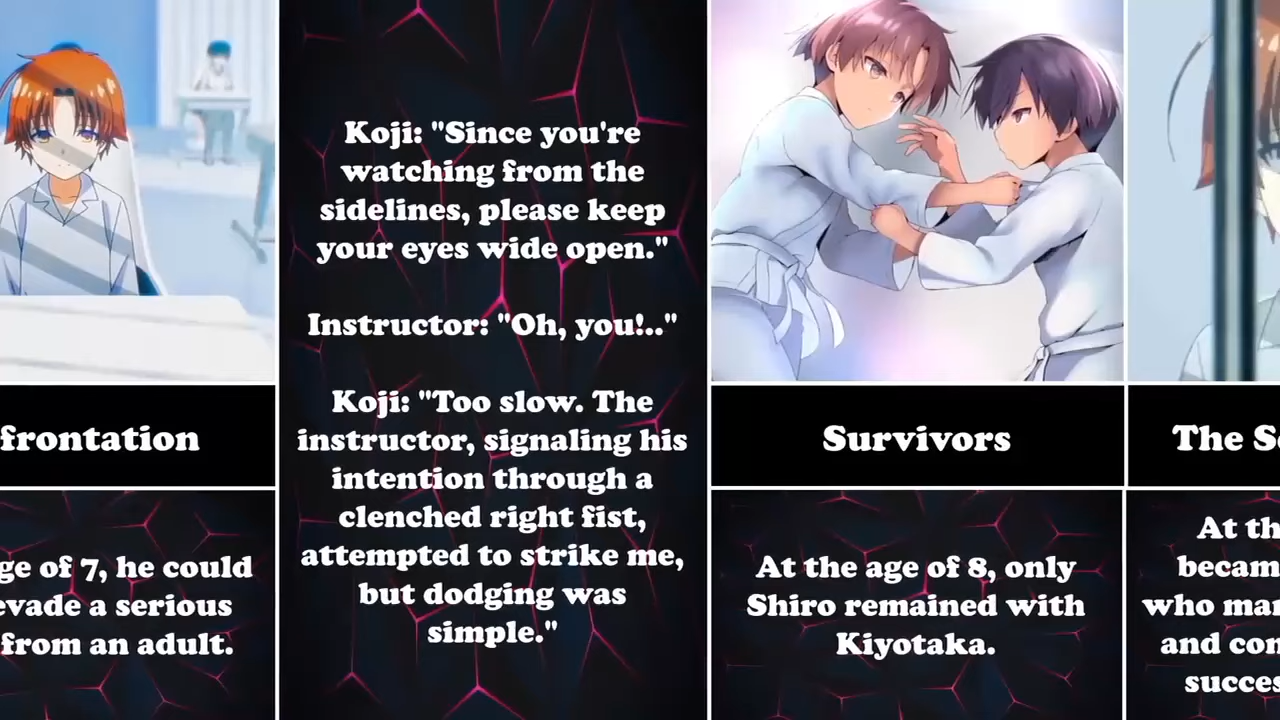 frontation
ge of 7, he could
evade a serious
from an adult.
Koji: "Since you're
watching from the
sidelines, please keep
your eyes wide open."
Instructor: "Oh, you!.."
Koji: "Too slow. The
instructor, signaling his
intention through a
clenched right fist,
attempted to strike me,
but dodging was
simple."
Survivors
At the age of 8, only
Shiro remained with
Kiyotaka.
The S
At th
becam
who ma
and con
succes